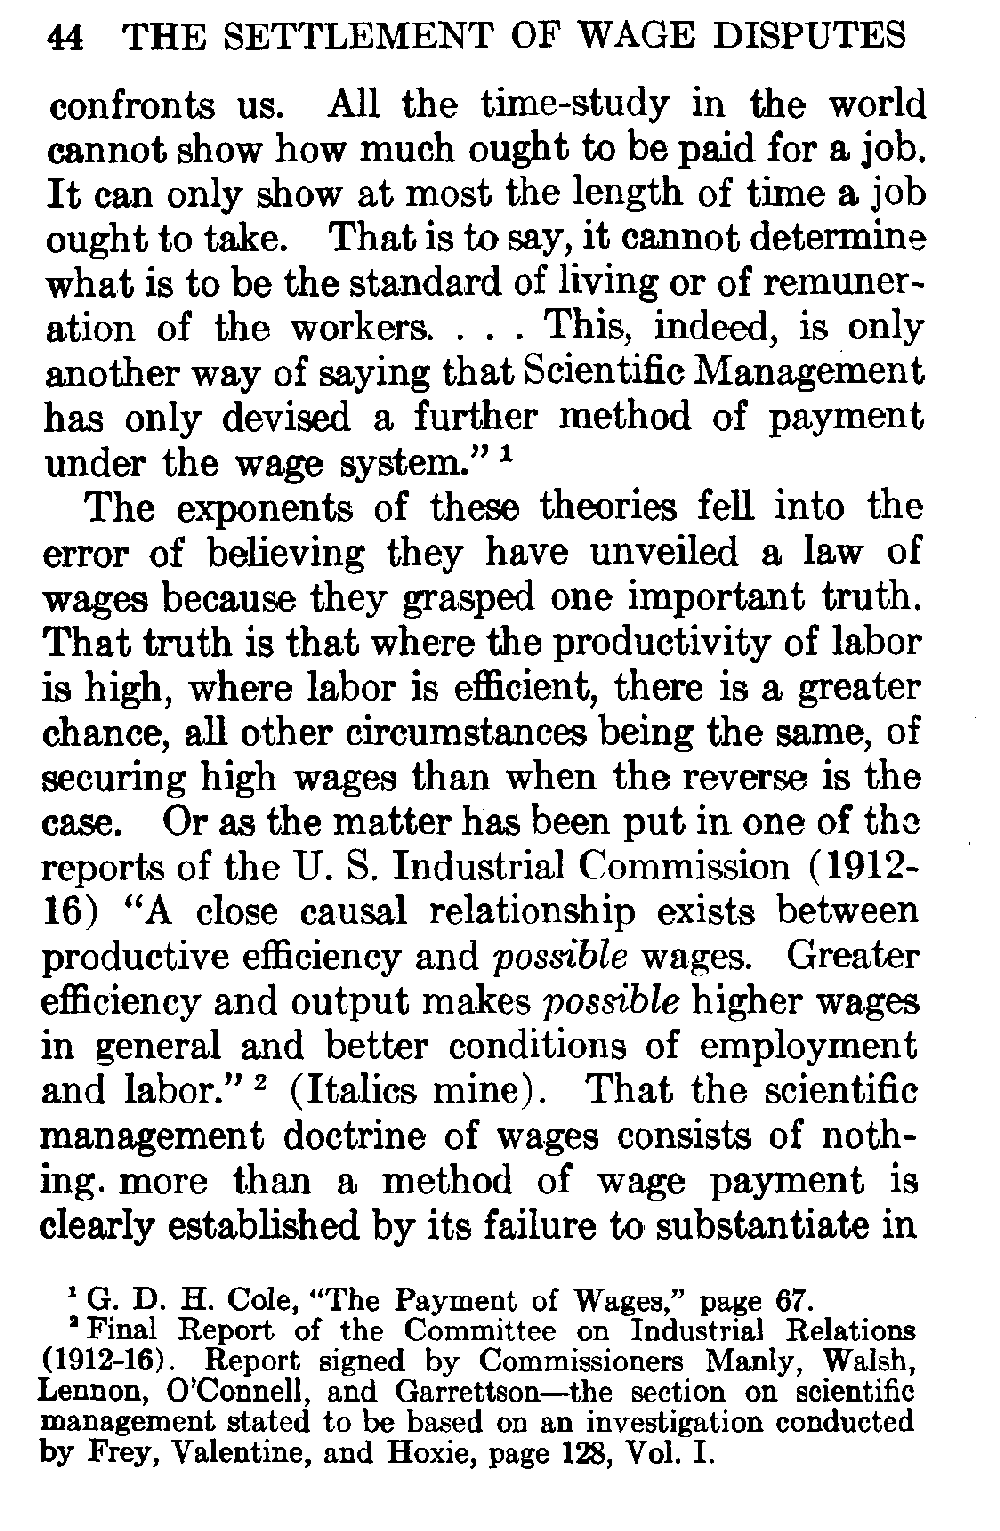 44 THE SETTLEMENT OF WAGE DISPUTES
confronts us. All the time-study in the world
cannot show how much ought to be paid for a job.
It can only show at most the length of time a job
ought to take. That is to say, it cannot determine
what is to be the standard of living or of remuner-
ation of the workers. . . . This, indeed, is only
another way of saying that Scientific Management
has only devised a further method of payment
under the wage system." ¹
The exponents of these theories fell into the
error of believing they have unveiled a law of
wages because they grasped one important truth.
That truth is that where the productivity of labor
is high, where labor is efficient, there is a greater
chance, all other circumstances being the same, of
securing high wages than when the reverse is the
case. Or as the matter has been put in one of the
reports of the U. S. Industrial Commission (1912-
16) "A close causal relationship exists between
productive efficiency and possible wages. Greater
efficiency and output makes possible higher wages
in general and better conditions of employment
and labor." ² (Italics mine). That the scientific
management doctrine of wages consists of noth-
ing. more than a method of wage payment is
clearly established by its failure to substantiate in
¹ G. D. H. Cole, "The Payment of Wages," page 67.
² Final Report of the Committee on Industrial Relations
(1912-16). Report signed by Commissioners Manly, Walsh,
Lennon, O'Connell, and Garrettson—the section on scientific
management stated to be based on an investigation conducted
by Frey, Valentine, and Hoxie, page 128, Vol. I.